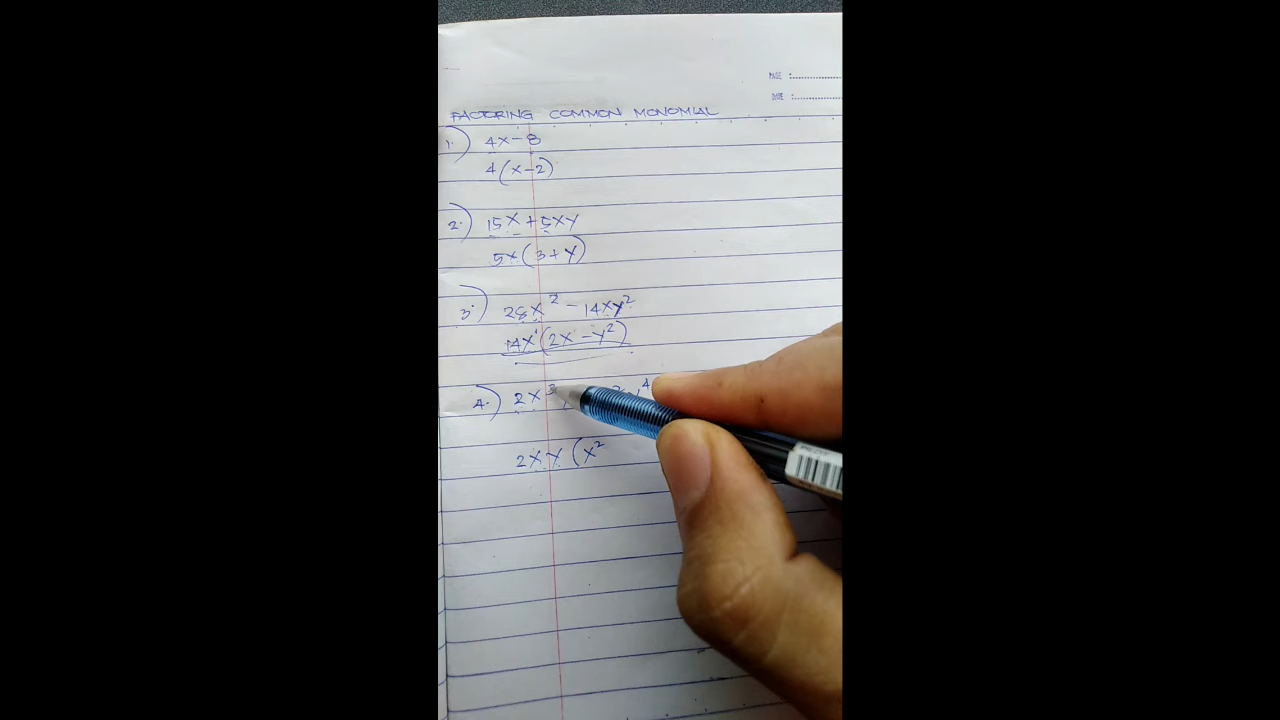 PAGE :
DATE :
FACTORING COMMON MONOMIAL
1.) 4x - 8
4(x-2)
2.) 15x + 5xy
5x(3+y)
3.) 28x² - 14xy²
14x¹(2x - y²)
4.) 2x³
2xy(x²